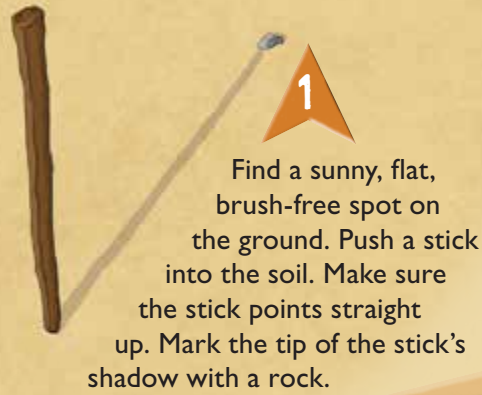 1
Find a sunny, flat,
brush-free spot on
the ground. Push a stick
into the soil. Make sure
the stick points straight
up. Mark the tip of the stick’s
shadow with a rock.